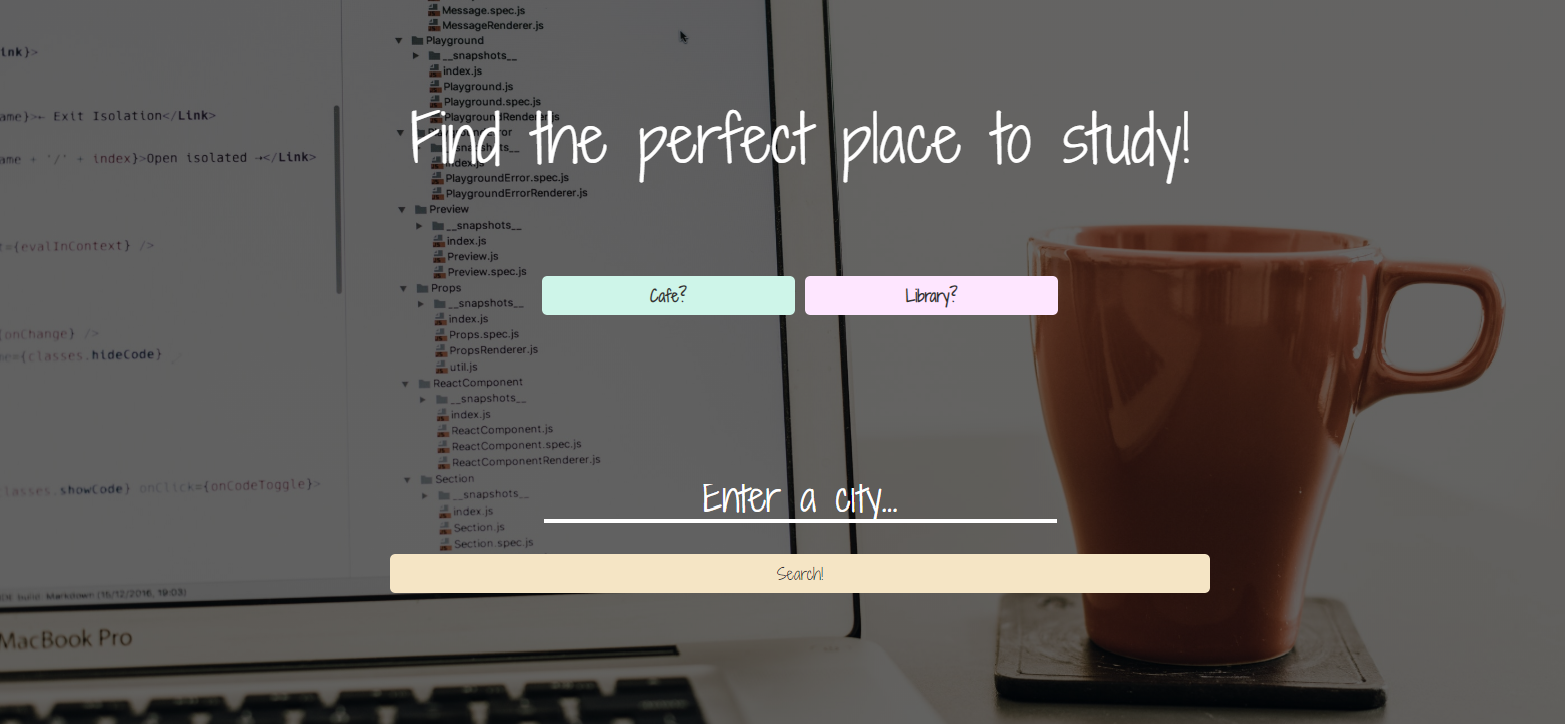 Message.spec.js
MessageRenderer.js
Playground
__snapshots__
index.js
Playground.js
Playground.spec.js
PlaygroundRenderer.js
Find the perfect place to study!
__snapshots__
index.js
PlaygroundError.spec.js
PlaygroundErrorRenderer.js
Preview
__snapshots__
index.js
Preview.js
Preview.spec.js
Props
__snapshots__
index.js
Props.spec.js
PropsRenderer.js
util.js
ReactComponent
__snapshots__
index.js
ReactComponent.js
ReactComponent.spec.js
ReactComponentRenderer.js
Section
__snapshots__
index.js
Section.js
Section.spec.js
ink}>
ame}>← Exit Isolation</Link>
ame + '/' + index}>Open isolated →</Link>
={evalInContext} />
onChange} />
me={classes.hideCode}
classes.showCode} onClick={onCodeToggle}>
build: Markdown (15/12/2016, 19:03)
MacBook Pro
Cafe?
Library?
Enter a city...
Search!